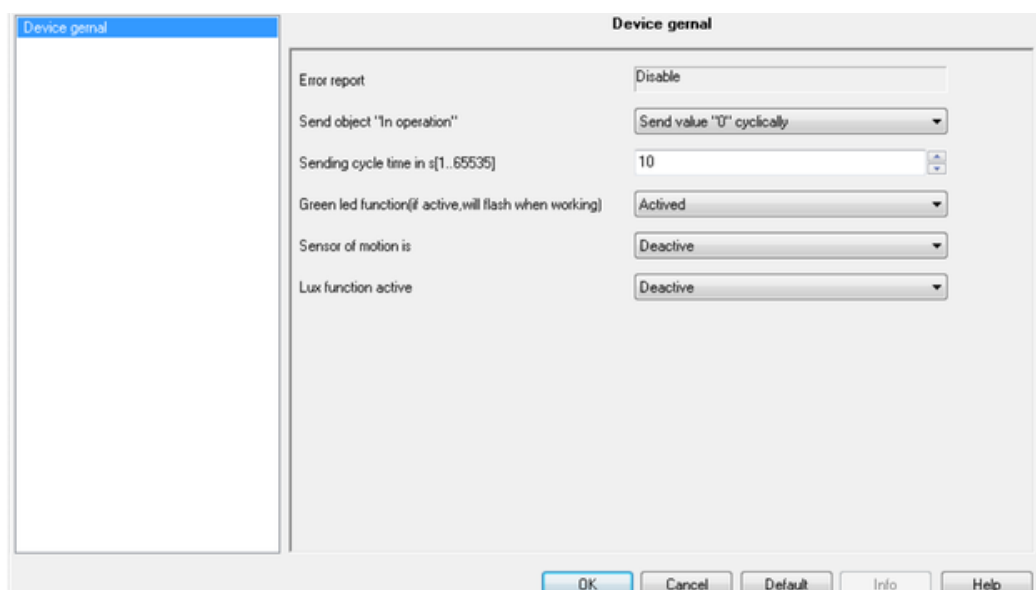 Device gernal
Device gernal
Error report
Disable
Send object "In operation"
Send value "0" cyclically
Sending cycle time in s[1..65535]
10
Green led function(if active,will flash when working)
Actived
Sensor of motion is
Deactive
Lux function active
Deactive
OK
Cancel
Default
Info
Help